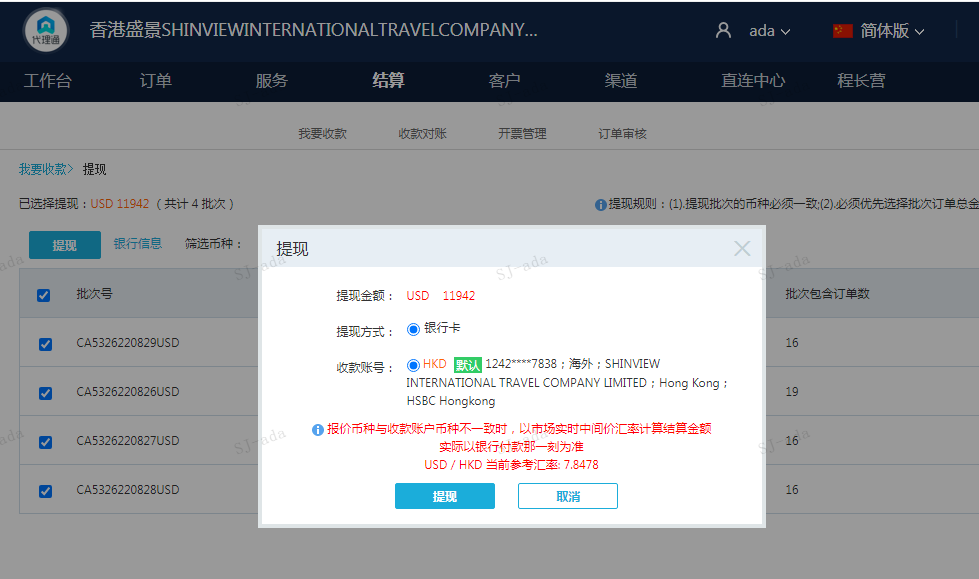 代理通
香港盛景SHINVIEWINTERNATIONALTRAVELCOMPANY...
ada
简体版
工作台 订单 服务 结算 客户 渠道 直连中心 程长营
我要收款 收款对账 开票管理 订单审核
我要收款> 提现
已选择提现：USD 11942 （ 共计 4 批次 ）
提现规则：(1).提现批次的币种必须一致;(2).必须优先选择批次订单总金
提现 银行信息 筛选币种：
批次号 批次包含订单数
CA5326220829USD 16
CA5326220826USD 19
CA5326220827USD 16
CA5326220828USD 16
提现
提现金额： USD 11942
提现方式： 银行卡
收款账号： HKD 默认 1242****7838；海外；SHINVIEW
INTERNATIONAL TRAVEL COMPANY LIMITED；Hong Kong；
HSBC Hongkong
报价币种与收款账户币种不一致时，以市场实时中间价汇率计算结算金额
实际以银行付款那一刻为准
USD / HKD 当前参考汇率: 7.8478
提现 取消
SJ-ada
SJ-ada
SJ-ada
SJ-ada
SJ-ada